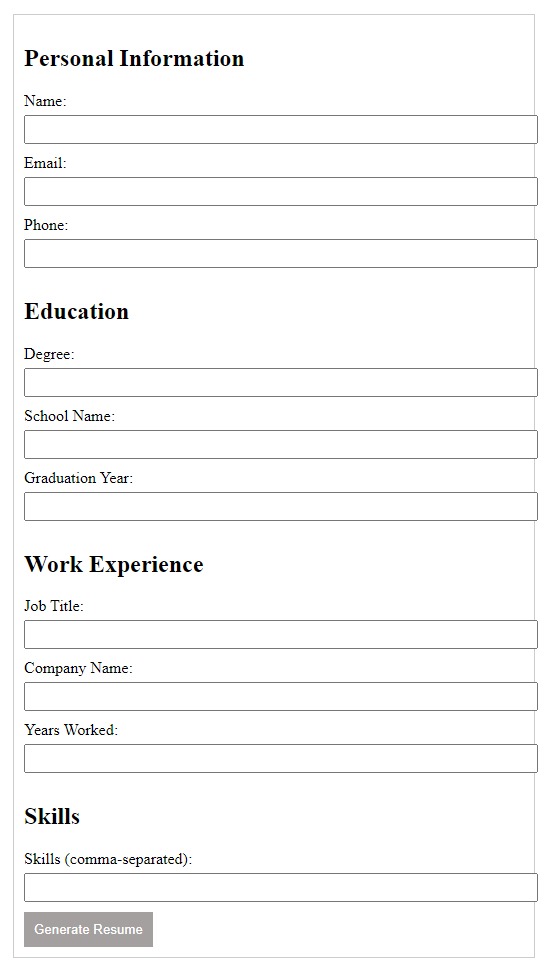 Personal Information
Name:
Email:
Phone:
Education
Degree:
School Name:
Graduation Year:
Work Experience
Job Title:
Company Name:
Years Worked:
Skills
Skills (comma-separated):
Generate Resume